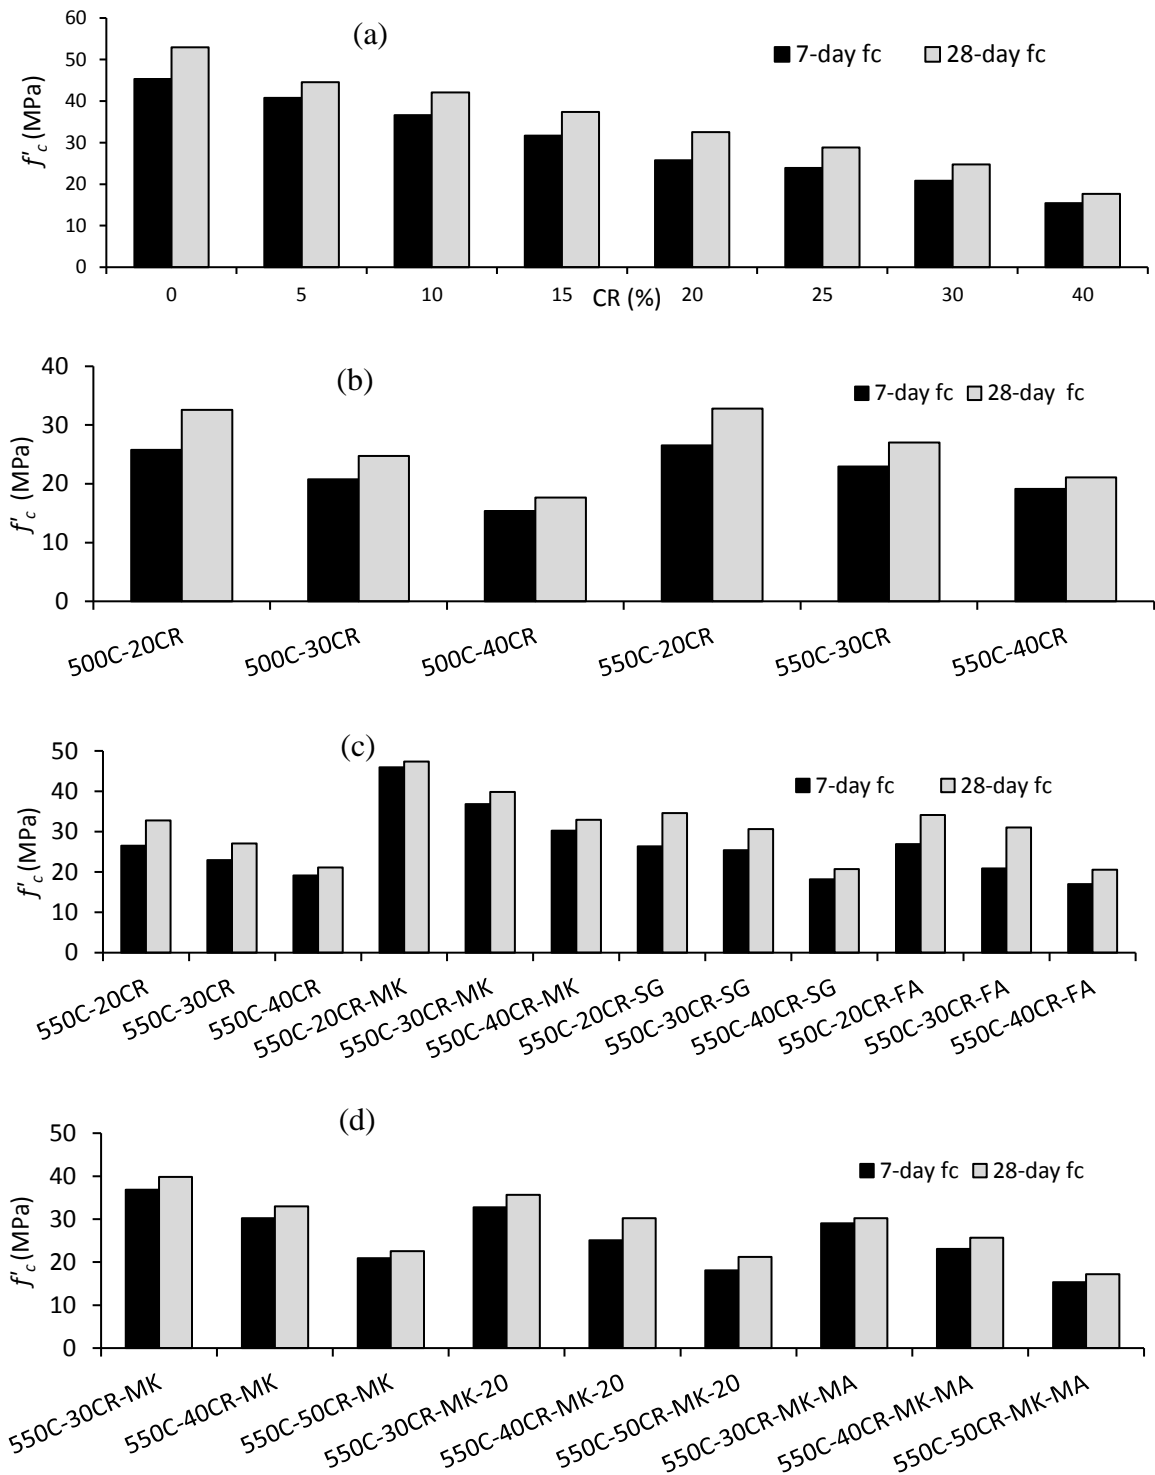 (a)
7-day fc 28-day fc
f'c (MPa)
60
50
40
30
20
10
0
0 5 10 15 20 25 30 40
CR (%)
(b)
7-day fc 28-day fc
f'c (MPa)
40
30
20
10
0
500C-20CR 500C-30CR 500C-40CR 550C-20CR 550C-30CR 550C-40CR
(c)
7-day fc 28-day fc
f'c (MPa)
50
40
30
20
10
0
550C-20CR 550C-30CR 550C-40CR 550C-20CR-MK 550C-30CR-MK 550C-40CR-MK 550C-20CR-SG 550C-30CR-SG 550C-40CR-SG 550C-20CR-FA 550C-30CR-FA 550C-40CR-FA
(d)
7-day fc 28-day fc
f'c (MPa)
50
40
30
20
10
0
550C-30CR-MK 550C-40CR-MK 550C-50CR-MK 550C-30CR-MK-20 550C-40CR-MK-20 550C-50CR-MK-20 550C-30CR-MK-MA 550C-40CR-MK-MA 550C-50CR-MK-MA